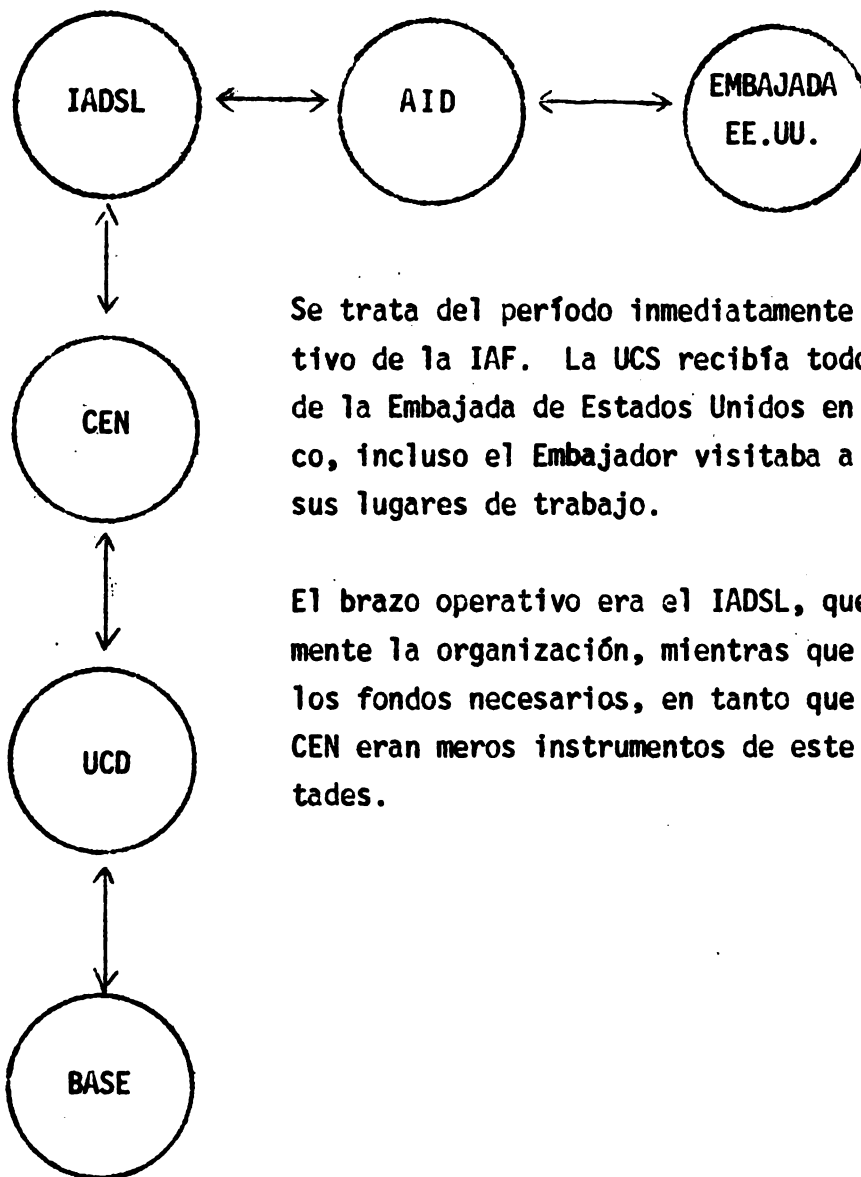 IADSL
AID
EMBAJADA
EE.UU.
CEN
Se trata del período inmediatamente
tivo de la IAF. La UCS recibía todo
de la Embajada de Estados Unidos en
co, incluso el Embajador visitaba a
sus lugares de trabajo.
El brazo operativo era el IADSL, que
mente la organización, mientras que
los fondos necesarios, en tanto que
CEN eran meros instrumentos de este
tades.
UCD
BASE